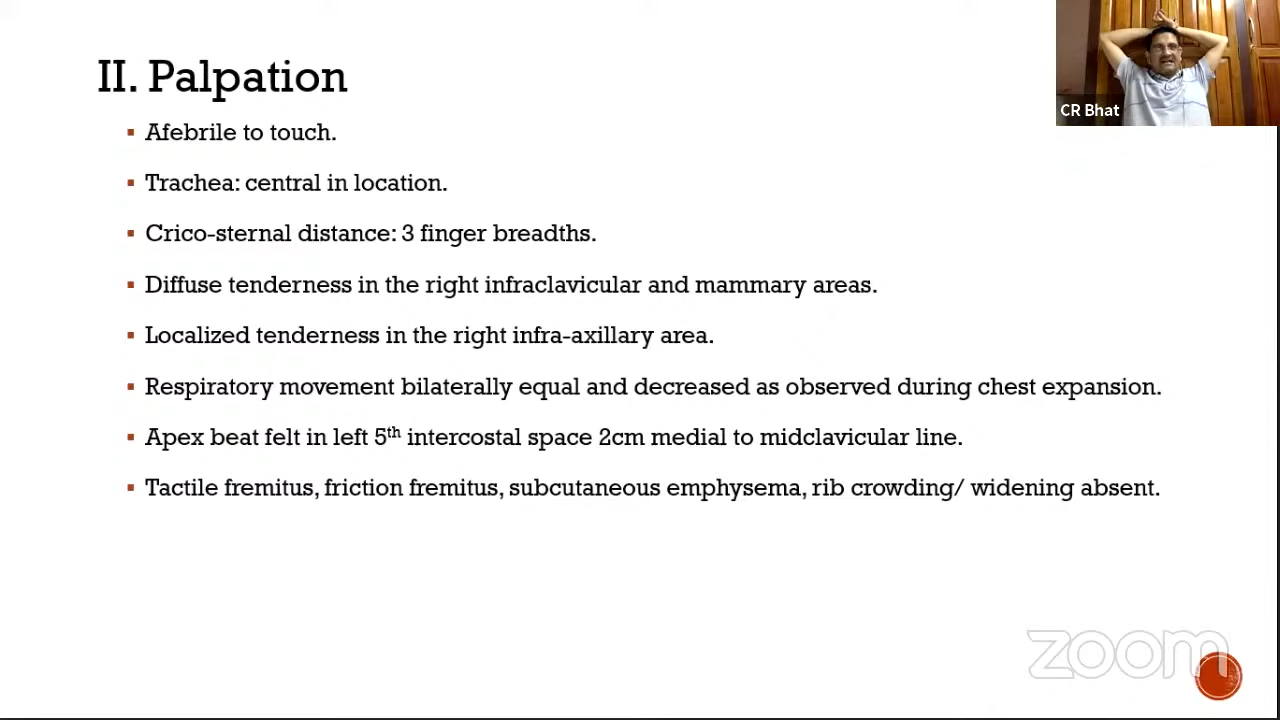 II. Palpation
CR Bhat
▪ Afebrile to touch.
▪ Trachea: central in location.
▪ Crico-sternal distance: 3 finger breadths.
▪ Diffuse tenderness in the right infraclavicular and mammary areas.
▪ Localized tenderness in the right infra-axillary area.
▪ Respiratory movement bilaterally equal and decreased as observed during chest expansion.
▪ Apex beat felt in left 5th intercostal space 2cm medial to midclavicular line.
▪ Tactile fremitus, friction fremitus, subcutaneous emphysema, rib crowding/ widening absent.
zoom